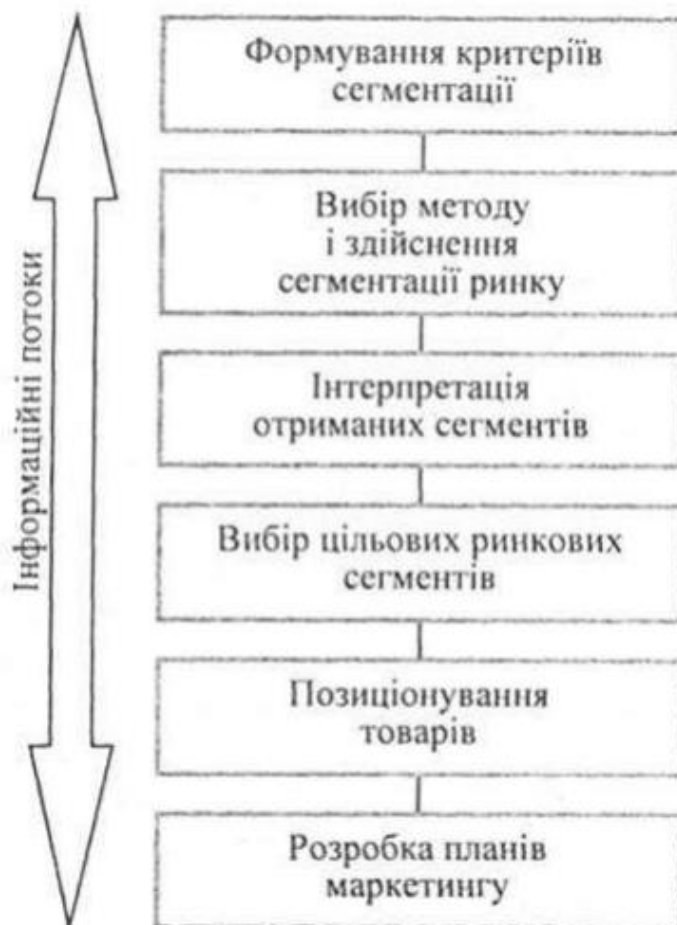 Формування критеріїв
сегментації
Вибір методу
і здійснення
сегментації ринку
Інтерпретація
отриманих сегментів
Вибір цільових ринкових
сегментів
Позиціонування
товарів
Розробка планів
маркетингу
Інформаційні потоки